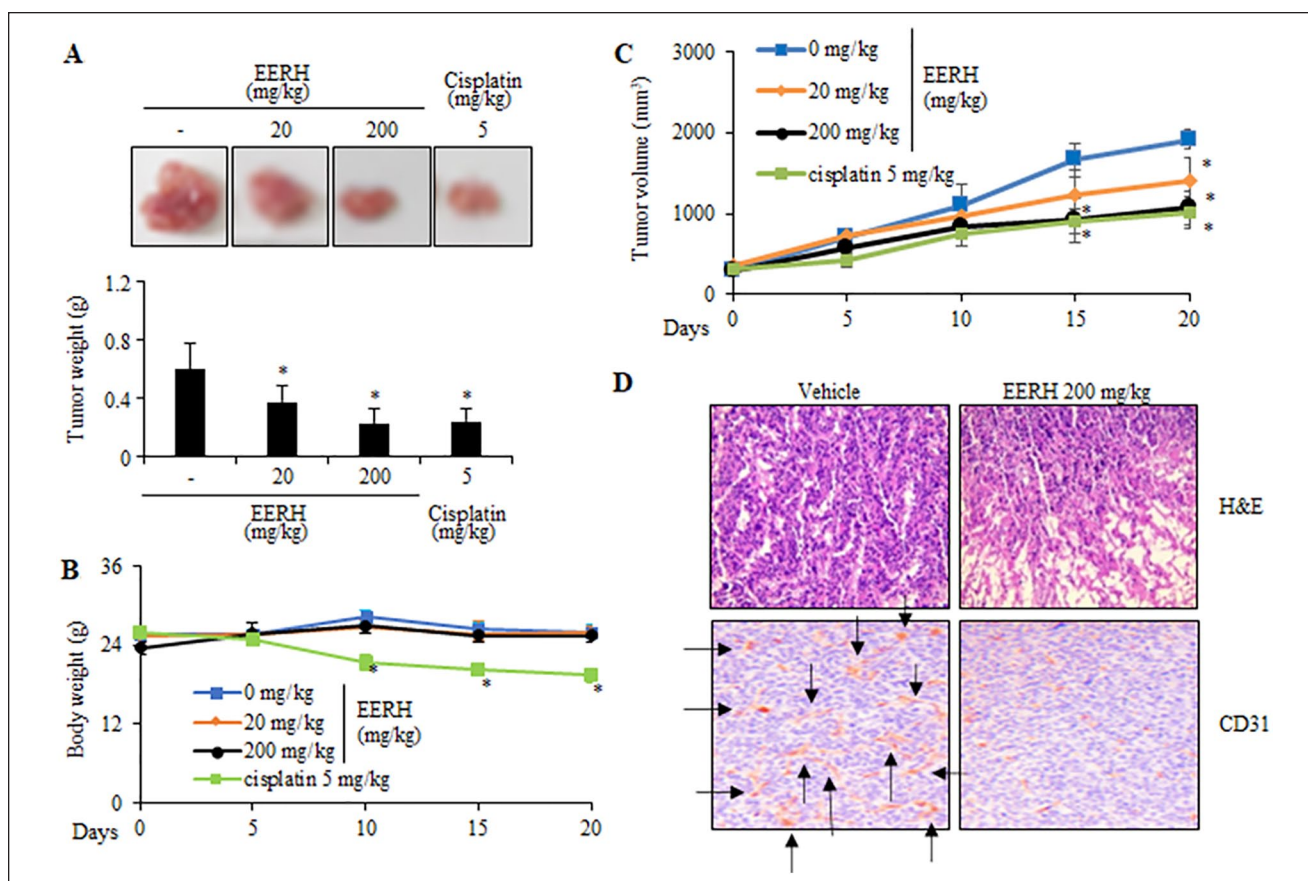 A
EERH
(mg/kg)
Cisplatin
(mg/kg)
- 20 200 5
Tumor weight (g)
1.2
0.8
0.4
0
* * *
- 20 200 5
EERH
(mg/kg)
Cisplatin
(mg/kg)
B
Body weight (g)
36
24
12
0
* * *
0 mg/kg
20 mg/kg
200 mg/kg
cisplatin 5 mg/kg
EERH
(mg/kg)
Days 0 5 10 15 20
C
Tumor volume (mm³)
3000
2000
1000
0
0 mg/kg
20 mg/kg
200 mg/kg
cisplatin 5 mg/kg
EERH
(mg/kg)
*
*
*
*
*
Days 0 5 10 15 20
D
Vehicle EERH 200 mg/kg
H&E
CD31